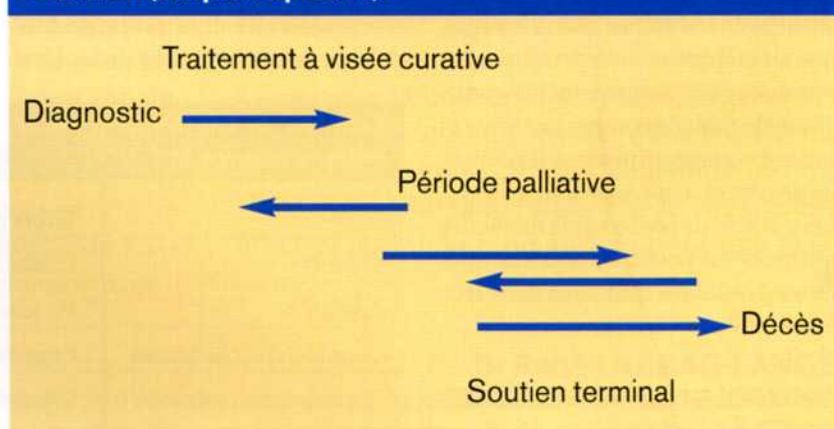 Traitement à visée curative
Diagnostic
Période palliative
Décès
Soutien terminal